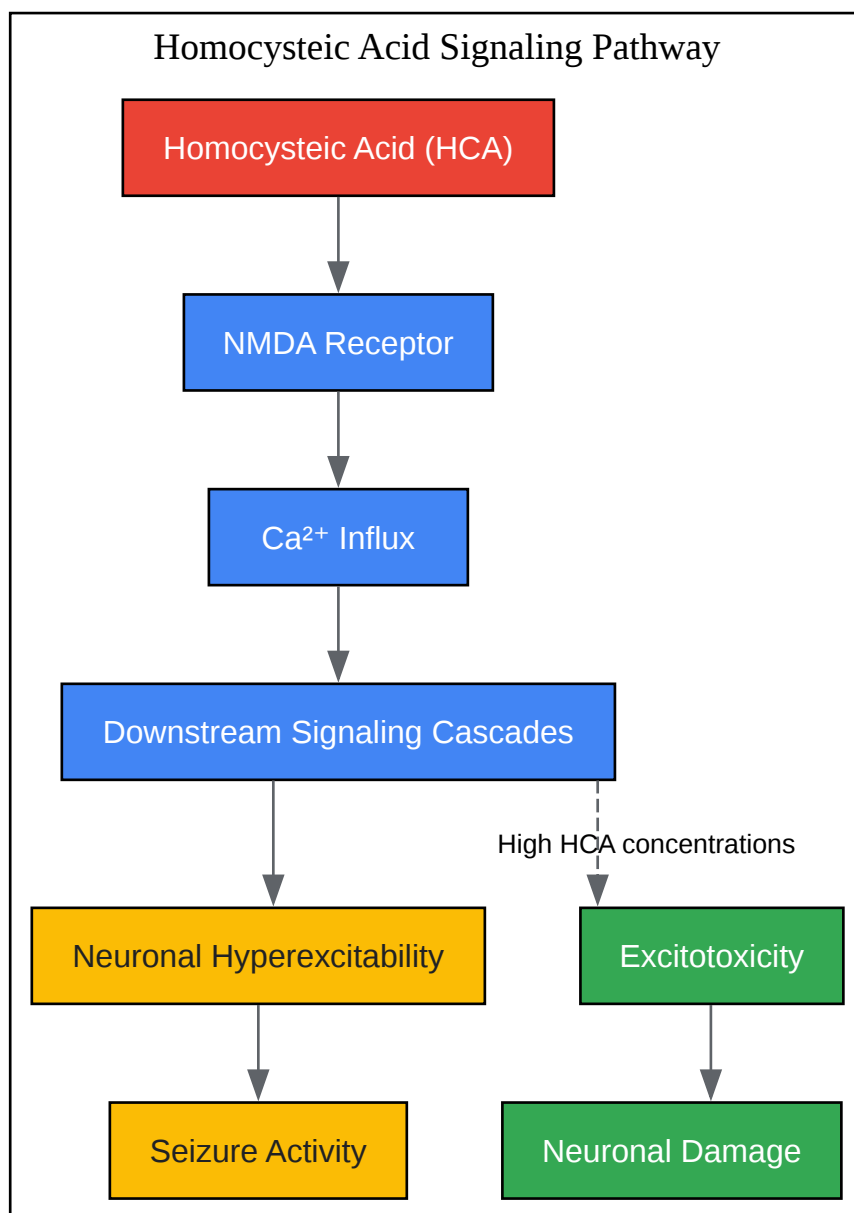 Homocysteic Acid Signaling Pathway
Homocysteic Acid (HCA)
NMDA Receptor
Ca²⁺ Influx
Downstream Signaling Cascades
High HCA concentrations
Neuronal Hyperexcitability
Excitotoxicity
Seizure Activity
Neuronal Damage